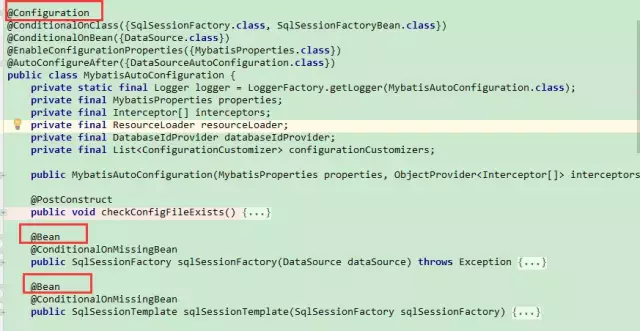 @Configuration
@ConditionalOnClass({SqlSessionFactory.class, SqlSessionFactoryBean.class})
@ConditionalOnBean({DataSource.class})
@EnableConfigurationProperties({MybatisProperties.class})
@AutoConfigureAfter({DataSourceAutoConfiguration.class})
public class MybatisAutoConfiguration {
private static final Logger logger = LoggerFactory.getLogger(MybatisAutoConfiguration.class);
private final MybatisProperties properties;
private final Interceptor[] interceptors;
private final ResourceLoader resourceLoader;
private final DatabaseIdProvider databaseIdProvider;
private final List<ConfigurationCustomizer> configurationCustomizers;
public MybatisAutoConfiguration(MybatisProperties properties, ObjectProvider<Interceptor[]> interceptors
@PostConstruct
public void checkConfigFileExists() {...}
@Bean
@ConditionalOnMissingBean
public SqlSessionFactory sqlSessionFactory(DataSource dataSource) throws Exception {...}
@Bean
@ConditionalOnMissingBean
public SqlSessionTemplate sqlSessionTemplate(SqlSessionFactory sqlSessionFactory) {...}